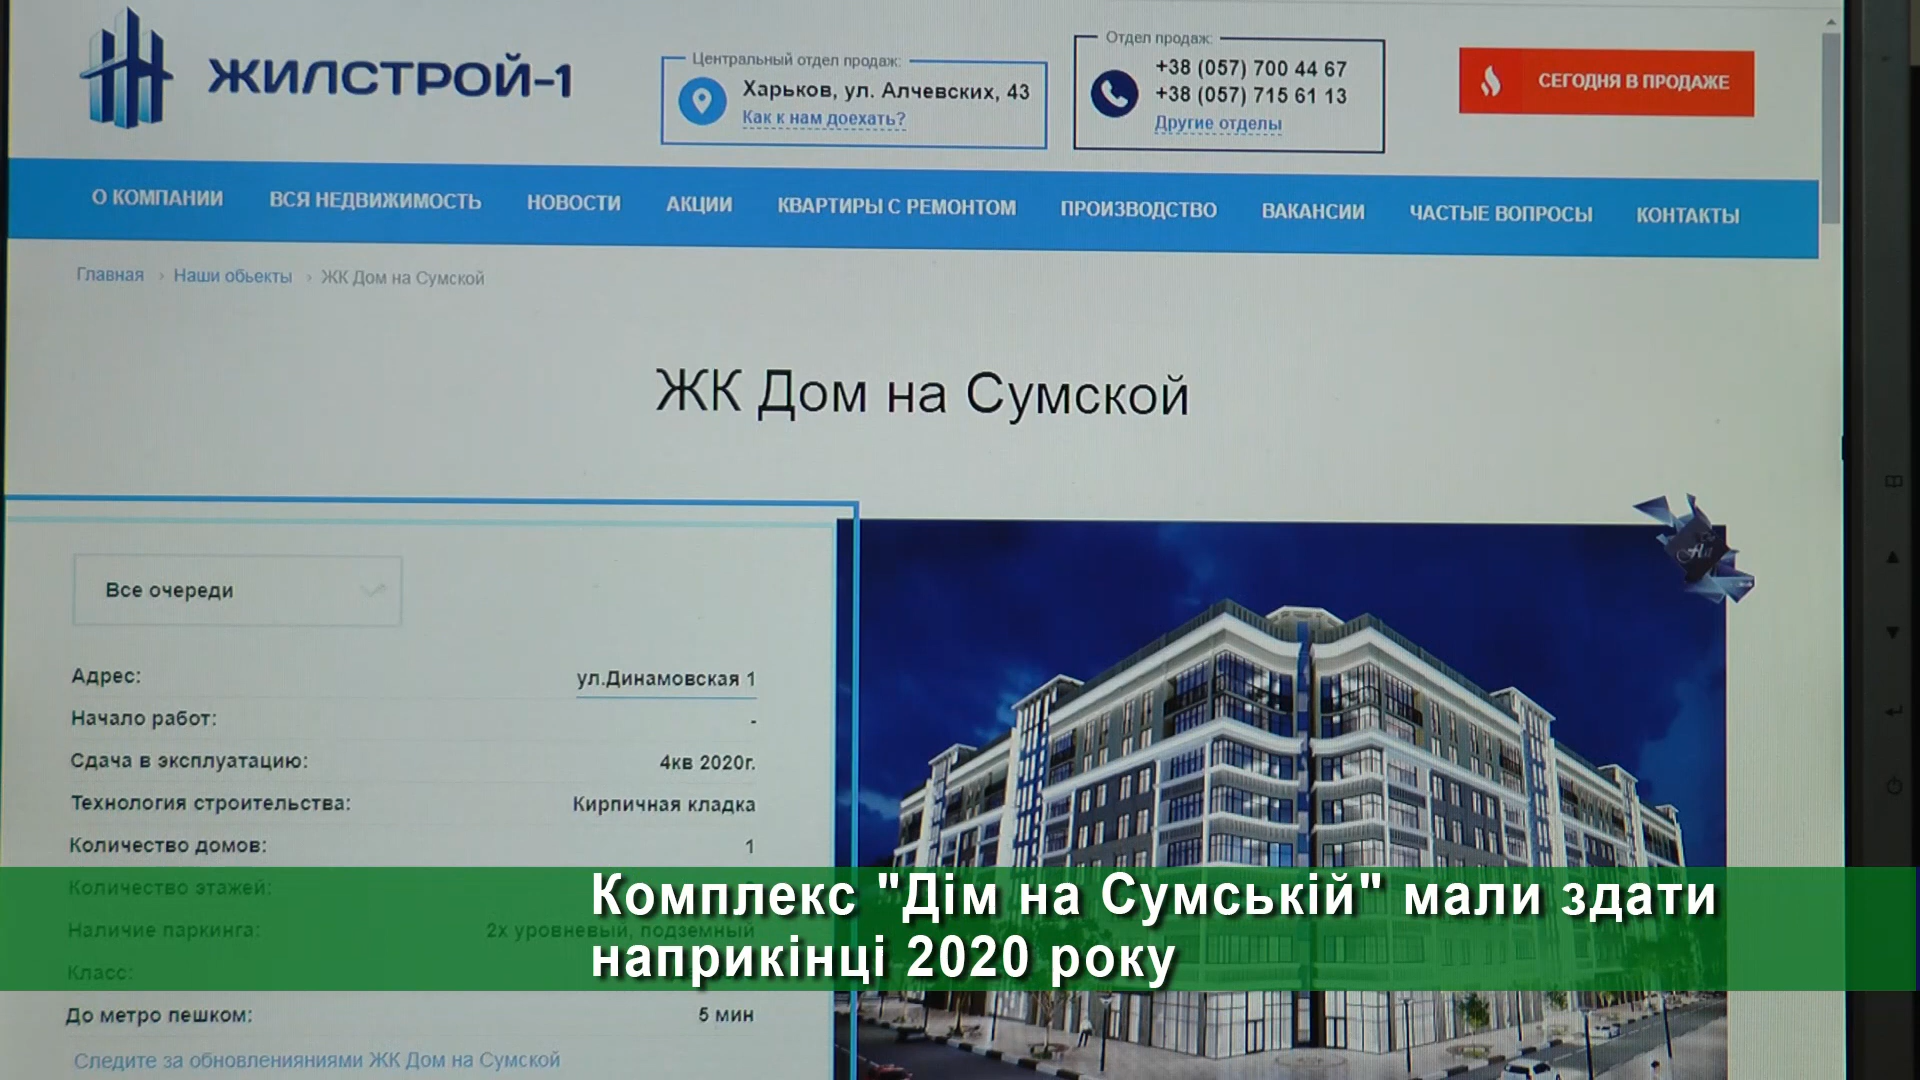 ЖИЛСТРОЙ-1
Центральный отдел продаж:
Харьков, ул. Алчевских, 43
Как к нам доехать?
Отдел продаж:
+38 (057) 700 44 67
+38 (057) 715 61 13
Другие отделы
СЕГОДНЯ В ПРОДАЖЕ
О КОМПАНИИ ВСЯ НЕДВИЖИМОСТЬ НОВОСТИ АКЦИИ КВАРТИРЫ С РЕМОНТОМ ПРОИЗВОДСТВО ВАКАНСИИ ЧАСТЫЕ ВОПРОСЫ КОНТАКТЫ
Главная › Наши обьекты › ЖК Дом на Сумской
ЖК Дом на Сумской
Все очереди
Адрес: ул.Динамовская 1
Начало работ: -
Сдача в эксплуатацию: 4кв 2020г.
Технология строительства: Кирпичная кладка
Количество домов: 1
Количество этажей:
Наличие паркинга: 2х уровневый, подземный
Класс:
До метро пешком: 5 мин
Следите за обновлениянями ЖК Дом на Сумской
Комплекс "Дім на Сумській" мали здати
наприкінці 2020 року